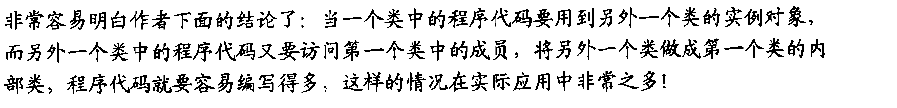 非常容易明白作者下面的结论了：当一个类中的程序代码要用到另外一个类的实例对象，
而另外一个类中的程序代码又要访问第一个类中的成员，将另外一个类做成第一个类的内
部类，程序代码就要容易编写得多，这样的情况在实际应用中非常之多！